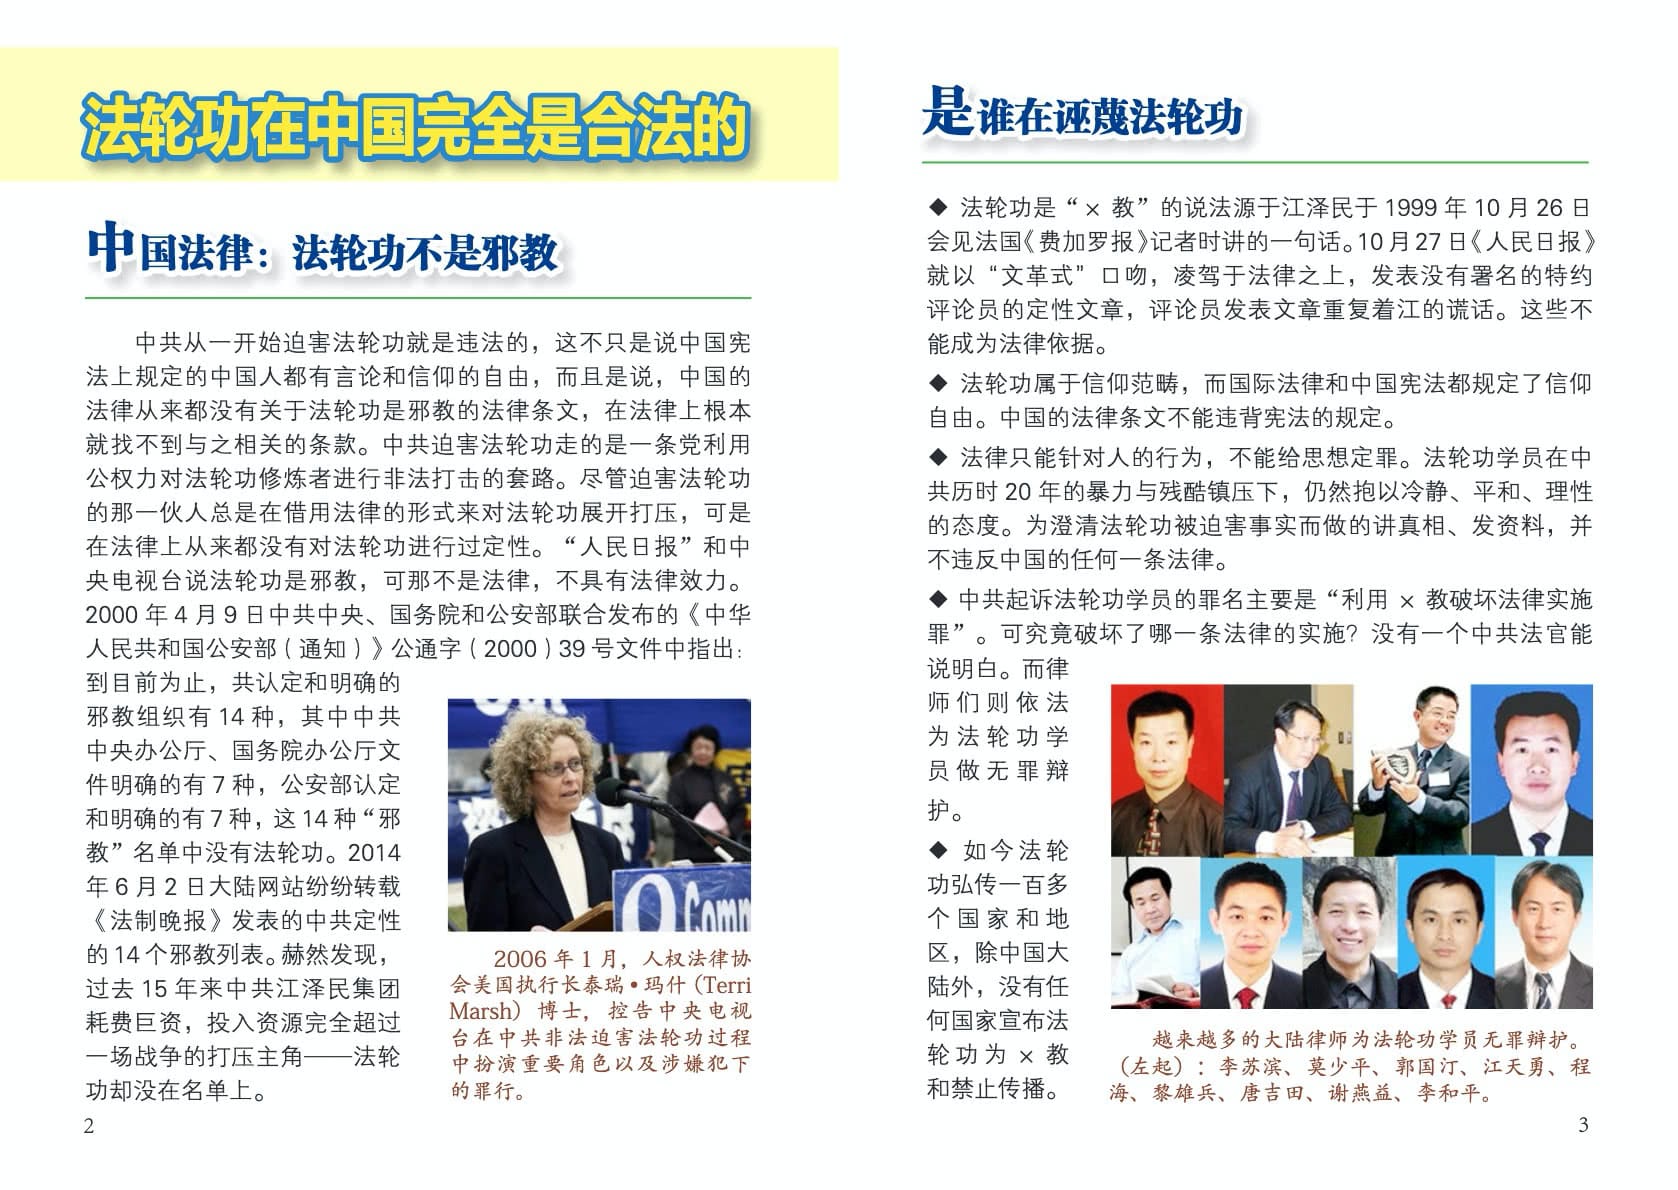 法轮功在中国完全是合法的
中国法律：法轮功不是邪教
中共从一开始迫害法轮功就是违法的，这不只是说中国宪
法上规定的中国人都有言论和信仰的自由，而且是说，中国的
法律从来都没有关于法轮功是邪教的法律条文，在法律上根本
就找不到与之相关的条款。中共迫害法轮功走的是一条党利用
公权力对法轮功修炼者进行非法打击的套路。尽管迫害法轮功
的那一伙人总是在借用法律的形式来对法轮功展开打压，可是
在法律上从来都没有对法轮功进行过定性。“人民日报”和中
央电视台说法轮功是邪教，可那不是法律，不具有法律效力。
2000 年 4 月 9 日中共中央、国务院和公安部联合发布的《中华
人民共和国公安部（通知）》公通字（2000）39 号文件中指出：
到目前为止，共认定和明确的
邪教组织有 14 种，其中中共
中央办公厅、国务院办公厅文
件明确的有 7 种，公安部认定
和明确的有 7 种，这 14 种“邪
教”名单中没有法轮功。2014
年 6 月 2 日大陆网站纷纷转载
《法制晚报》发表的中共定性
的 14 个邪教列表。赫然发现，
过去 15 年来中共江泽民集团
耗费巨资，投入资源完全超过
一场战争的打压主角——法轮
功却没在名单上。
Comm
2006 年 1 月，人权法律协
会美国执行长泰瑞•玛什（Terri
Marsh）博士，控告中央电视
台在中共非法迫害法轮功过程
中扮演重要角色以及涉嫌犯下
的罪行。
2
是谁在诬蔑法轮功
◆ 法轮功是“× 教”的说法源于江泽民于 1999 年 10 月 26 日
会见法国《费加罗报》记者时讲的一句话。10 月 27 日《人民日报》
就以“文革式”口吻，凌驾于法律之上，发表没有署名的特约
评论员的定性文章，评论员发表文章重复着江的谎话。这些不
能成为法律依据。
◆ 法轮功属于信仰范畴，而国际法律和中国宪法都规定了信仰
自由。中国的法律条文不能违背宪法的规定。
◆ 法律只能针对人的行为，不能给思想定罪。法轮功学员在中
共历时 20 年的暴力与残酷镇压下，仍然抱以冷静、平和、理性
的态度。为澄清法轮功被迫害事实而做的讲真相、发资料，并
不违反中国的任何一条法律。
◆ 中共起诉法轮功学员的罪名主要是“利用 × 教破坏法律实施
罪”。可究竟破坏了哪一条法律的实施？没有一个中共法官能
说明白。而律
师们则依法
为法轮功学
员做无罪辩
护。
◆ 如今法轮
功弘传一百多
个国家和地
区，除中国大
陆外，没有任
何国家宣布法
轮功为 × 教
和禁止传播。
越来越多的大陆律师为法轮功学员无罪辩护。
（左起）：李苏滨、莫少平、郭国汀、江天勇、程
海、黎雄兵、唐吉田、谢燕益、李和平。
3